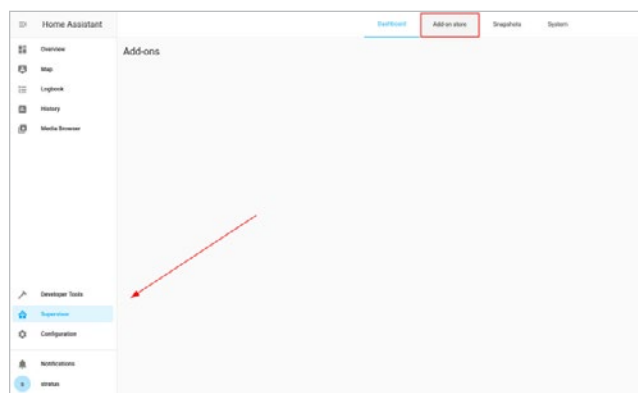 Home Assistant
Dashboard
Add-on store
Snapshots
System
Overview
Add-ons
Map
Logbook
History
Media Browser
Developer Tools
Supervisor
Configuration
Notifications
s
stratus